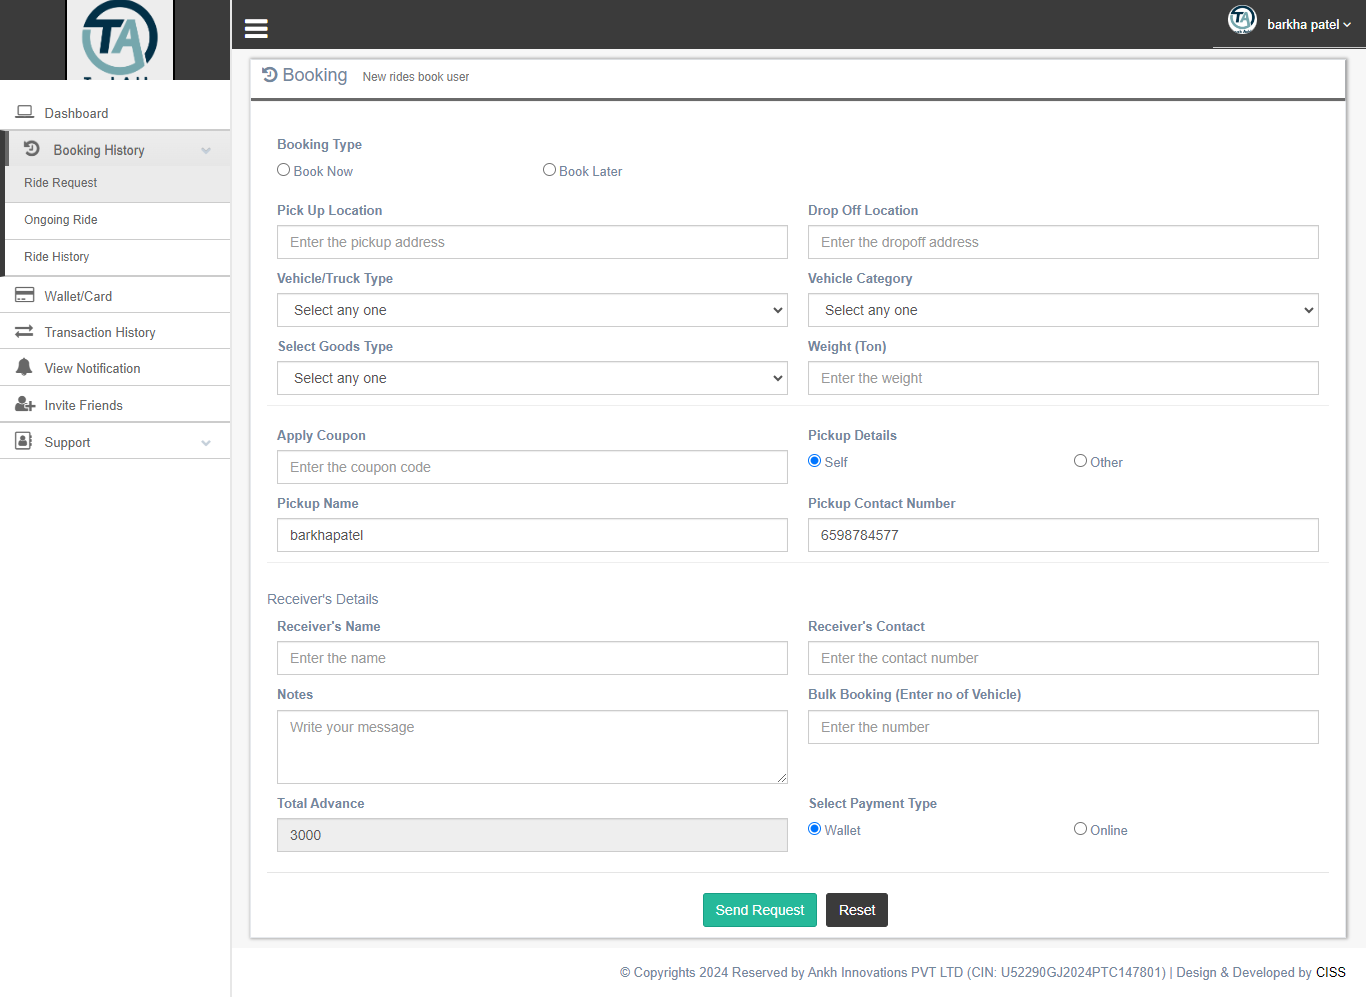 TA
barkha patel
Booking New rides book user
Dashboard
Booking History
Ride Request
Ongoing Ride
Ride History
Wallet/Card
Transaction History
View Notification
Invite Friends
Support
Booking Type
Book Now Book Later
Pick Up Location Drop Off Location
Enter the pickup address Enter the dropoff address
Vehicle/Truck Type Vehicle Category
Select any one Select any one
Select Goods Type Weight (Ton)
Select any one Enter the weight
Apply Coupon Pickup Details
Enter the coupon code Self Other
Pickup Name Pickup Contact Number
barkhapatel 6598784577
Receiver's Details
Receiver's Name Receiver's Contact
Enter the name Enter the contact number
Notes Bulk Booking (Enter no of Vehicle)
Write your message Enter the number
Total Advance Select Payment Type
3000 Wallet Online
Send Request Reset
© Copyrights 2024 Reserved by Ankh Innovations PVT LTD (CIN: U52290GJ2024PTC147801) | Design & Developed by CISS